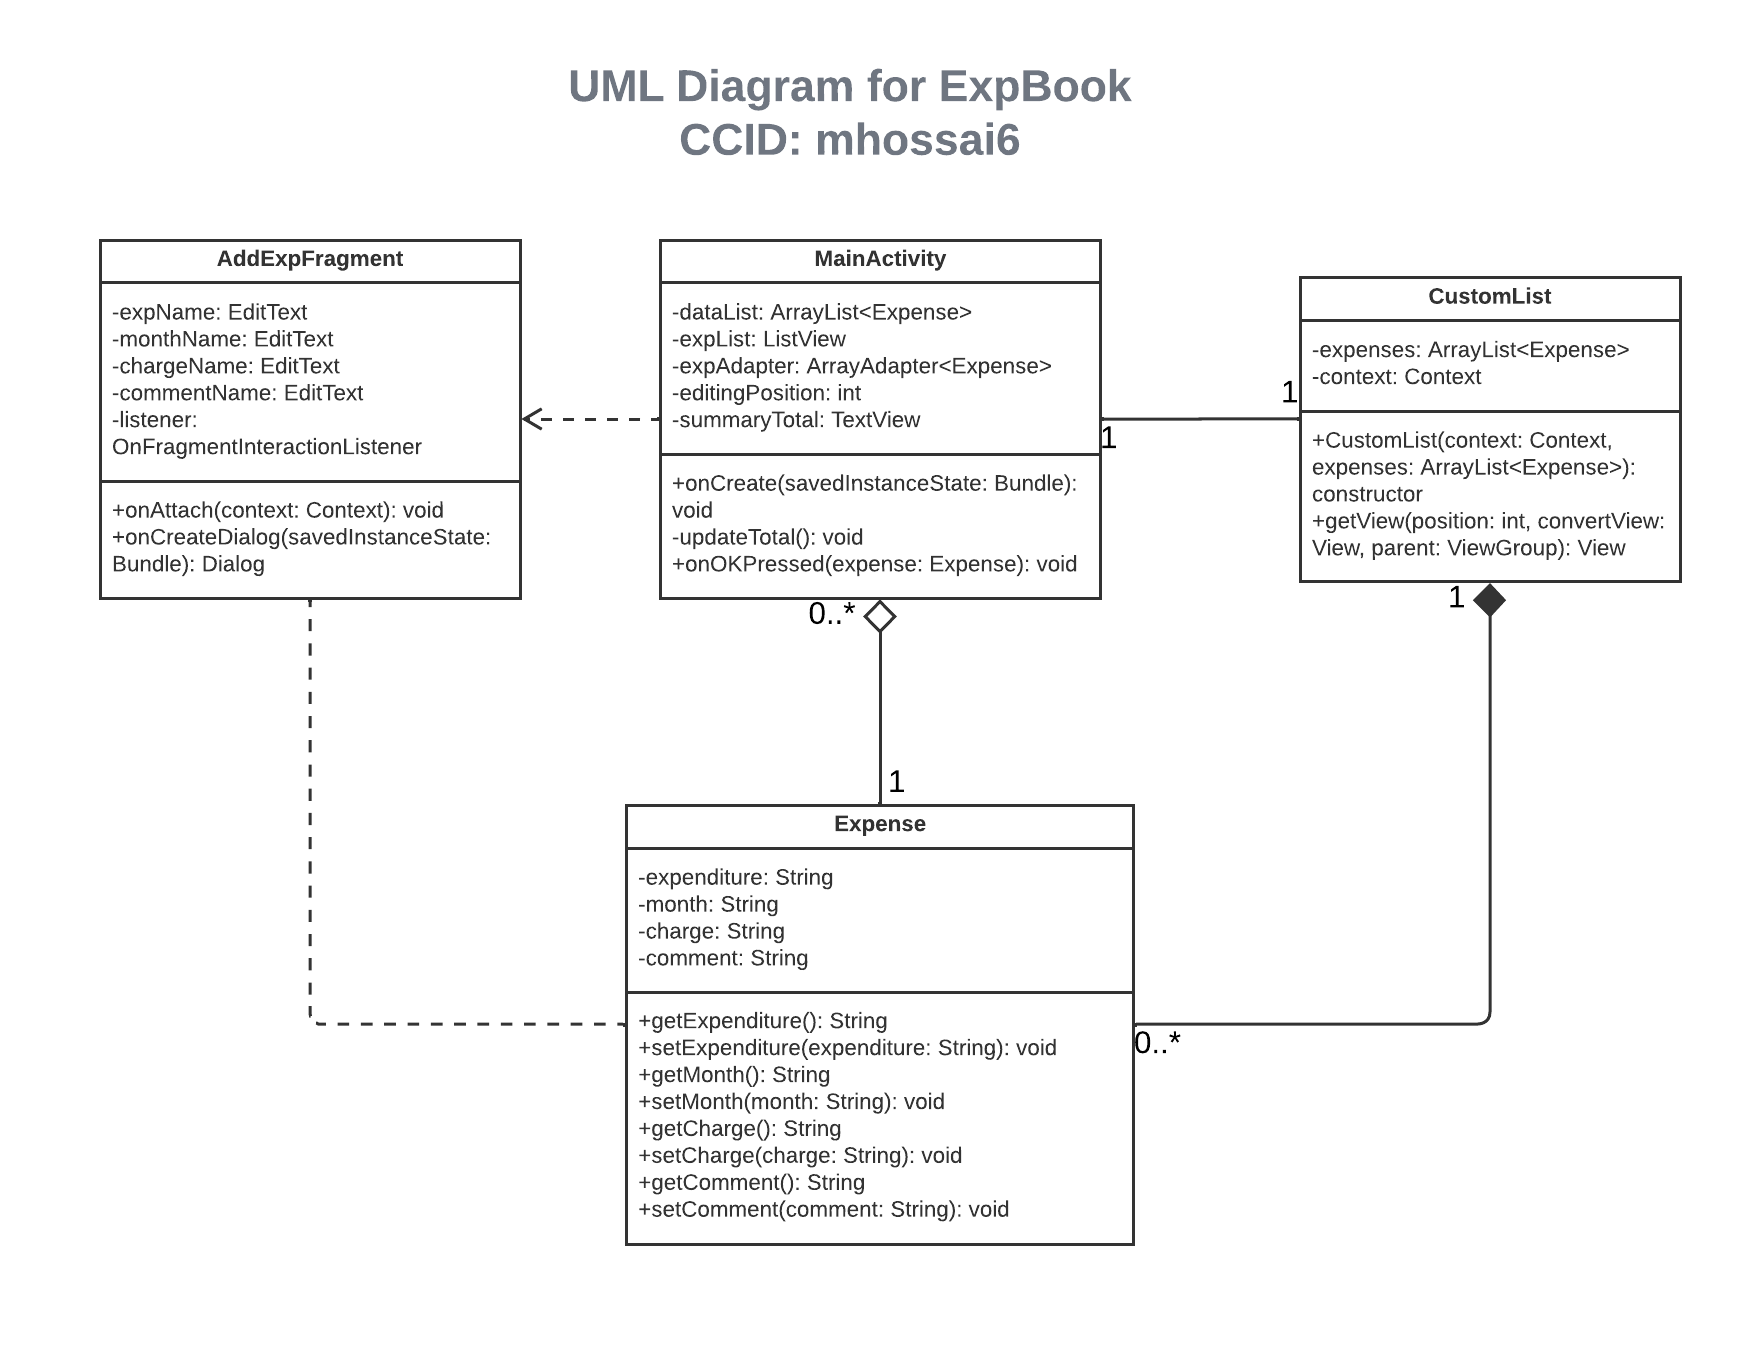 UML Diagram for ExpBook
CCID: mhossai6
AddExpFragment
-expName: EditText
-monthName: EditText
-chargeName: EditText
-commentName: EditText
-listener:
OnFragmentInteractionListener
+onAttach(context: Context): void
+onCreateDialog(savedInstanceState:
Bundle): Dialog
MainActivity
-dataList: ArrayList<Expense>
-expList: ListView
-expAdapter: ArrayAdapter<Expense>
-editingPosition: int
-summaryTotal: TextView
+onCreate(savedInstanceState: Bundle):
void
-updateTotal(): void
+onOKPressed(expense: Expense): void
1
1
CustomList
-expenses: ArrayList<Expense>
-context: Context
+CustomList(context: Context,
expenses: ArrayList<Expense>):
constructor
+getView(position: int, convertView:
View, parent: ViewGroup): View
0..*
1
1
Expense
-expenditure: String
-month: String
-charge: String
-comment: String
+getExpenditure(): String
+setExpenditure(expenditure: String): void
+getMonth(): String
+setMonth(month: String): void
+getCharge(): String
+setCharge(charge: String): void
+getComment(): String
+setComment(comment: String): void
0..*